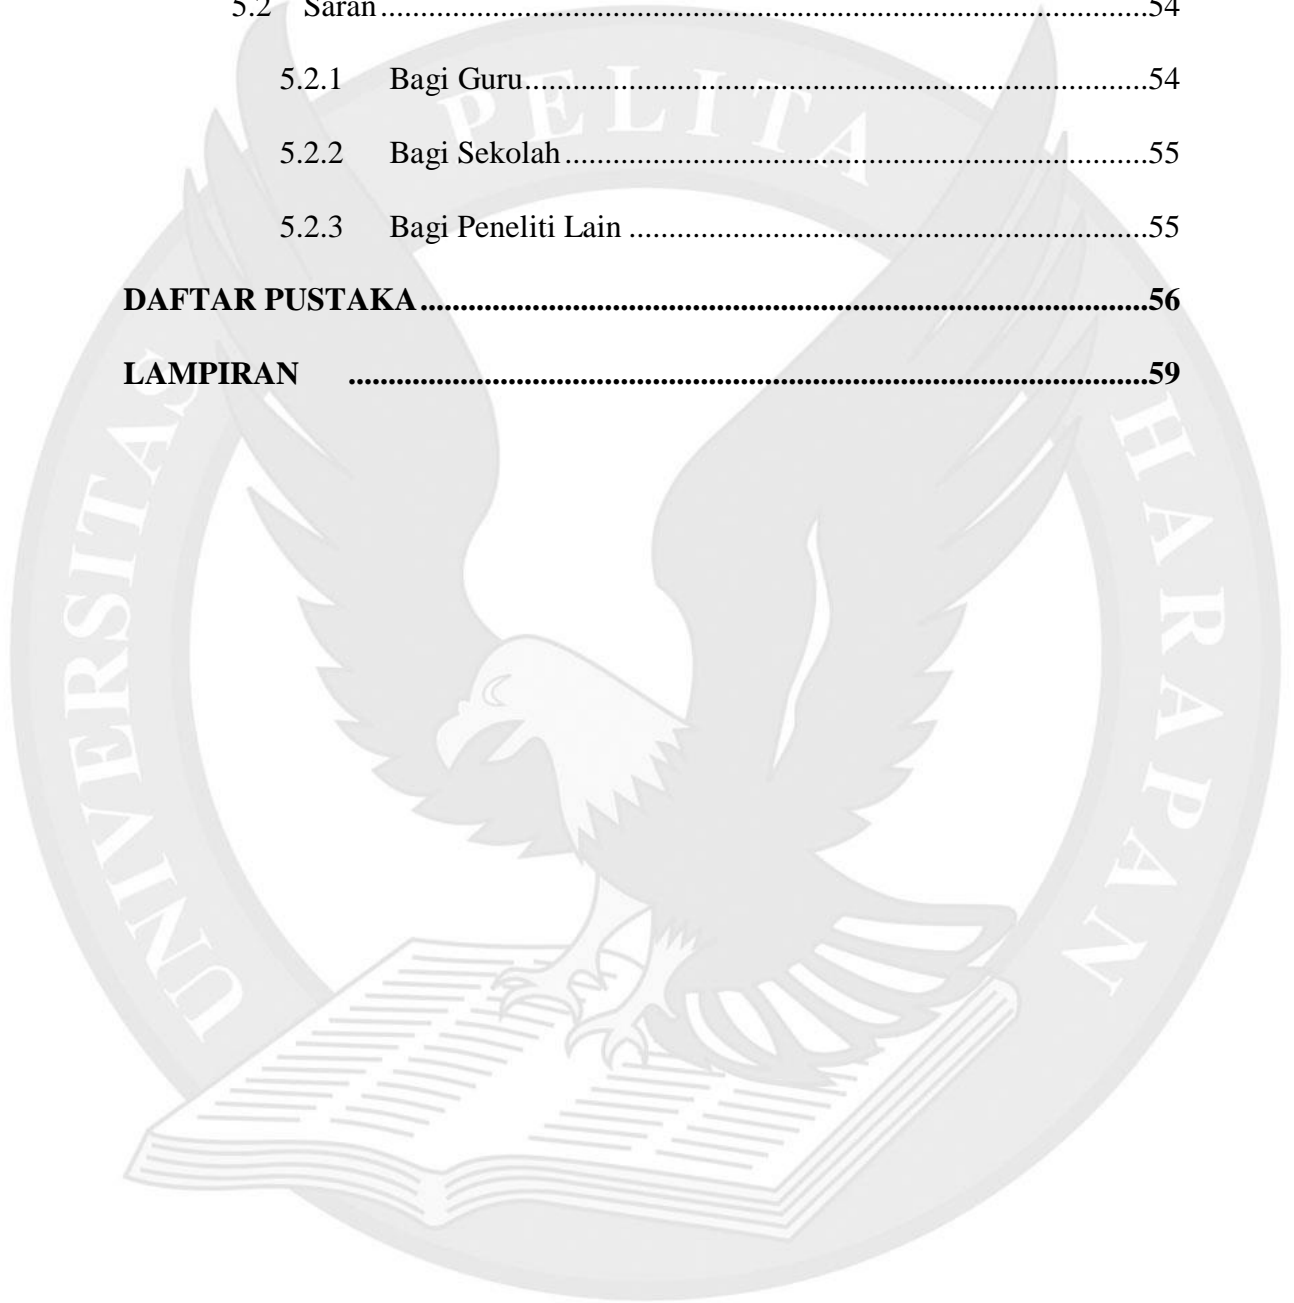 5.2 Saran................................................................................................54
5.2.1 Bagi Guru..............................................................................54
5.2.2 Bagi Sekolah.........................................................................55
5.2.3 Bagi Peneliti Lain.................................................................55
DAFTAR PUSTAKA............................................................................................56
LAMPIRAN .....................................................................................................59
UNIVERSITAS PELITA HARAPAN